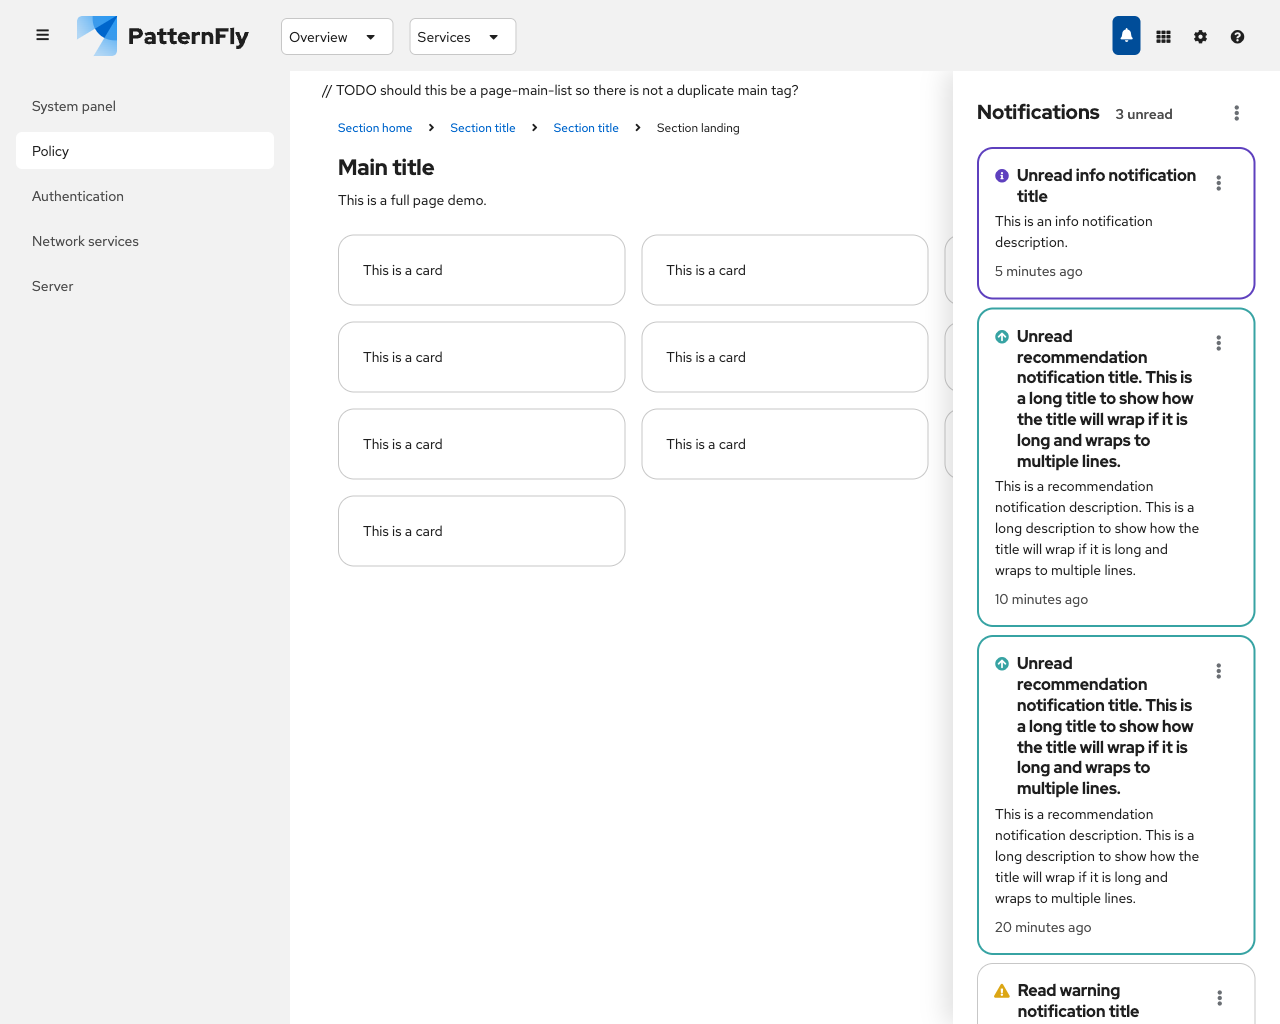 PatternFly
Overview
Services
System panel
Policy
Authentication
Network services
Server
// TODO should this be a page-main-list so there is not a duplicate main tag?
Section home
Section title
Section title
Section landing
Main title
This is a full page demo.
This is a card
This is a card
This is a card
This is a card
This is a card
This is a card
This is a card
Notifications
3 unread
Unread info notification
title
This is an info notification
description.
5 minutes ago
Unread
recommendation
notification title. This is
a long title to show how
the title will wrap if it is
long and wraps to
multiple lines.
This is a recommendation
notification description. This is a
long description to show how the
title will wrap if it is long and
wraps to multiple lines.
10 minutes ago
Unread
recommendation
notification title. This is
a long title to show how
the title will wrap if it is
long and wraps to
multiple lines.
This is a recommendation
notification description. This is a
long description to show how the
title will wrap if it is long and
wraps to multiple lines.
20 minutes ago
Read warning
notification title